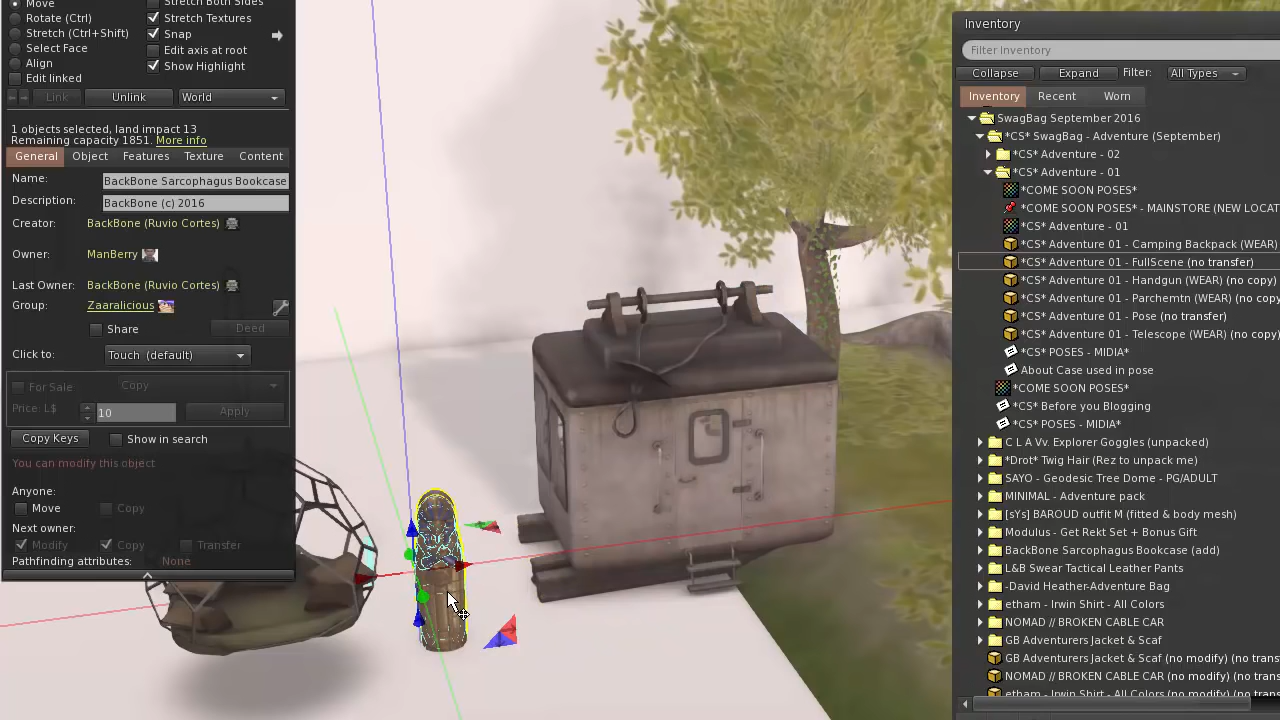 Move
Stretch Both Sides
Rotate (Ctrl)
Stretch Textures
Stretch (Ctrl+Shift)
Snap
Select Face
Edit axis at root
Align
Show Highlight
Edit linked
Link
Unlink
World
1 objects selected, land impact 13
Remaining capacity 1851. More info
General Object Features Texture Content
Name: BackBone Sarcophagus Bookcase
Description: BackBone (c) 2016
Creator: BackBone (Ruvio Cortes)
Owner: ManBerry
Last Owner: BackBone (Ruvio Cortes)
Group: Zaaralicious
Share
Deed
Click to: Touch (default)
For Sale
Copy
Price: L$ 10
Apply
Copy Keys
Show in search
You can modify this object
Anyone:
Move Copy
Next owner:
Modify Copy Transfer
Pathfinding attributes: None
Inventory
Filter Inventory
Collapse Expand Filter: All Types
Inventory Recent Worn
SwagBag September 2016
*CS* SwagBag - Adventure (September)
*CS* Adventure - 02
*CS* Adventure - 01
*COME SOON POSES*
*COME SOON POSES* - MAINSTORE (NEW LOCAT
*CS* Adventure - 01
*CS* Adventure 01 - Camping Backpack (WEAR)
*CS* Adventure 01 - FullScene (no transfer)
*CS* Adventure 01 - Handgun (WEAR) (no copy)
*CS* Adventure 01 - Parchemtn (WEAR) (no copy
*CS* Adventure 01 - Pose (no transfer)
*CS* Adventure 01 - Telescope (WEAR) (no copy)
*CS* POSES - MIDIA*
About Case used in pose
*COME SOON POSES*
*CS* Before you Blogging
*CS* POSES - MIDIA*
C L A Vv. Explorer Goggles (unpacked)
*Drot* Twig Hair (Rez to unpack me)
SAYO - Geodesic Tree Dome - PG/ADULT
MINIMAL - Adventure pack
[sYs] BAROUD outfit M (fitted & body mesh)
Modulus - Get Rekt Set + Bonus Gift
BackBone Sarcophagus Bookcase (add)
L&B Swear Tactical Leather Pants
-David Heather-Adventure Bag
etham - Irwin Shirt - All Colors
NOMAD // BROKEN CABLE CAR
GB Adventurers Jacket & Scaf
GB Adventurers Jacket & Scaf (no modify) (no trans
NOMAD // BROKEN CABLE CAR (no modify) (no trans
etham - Irwin Shirt - All Colors (no modify) (no trans